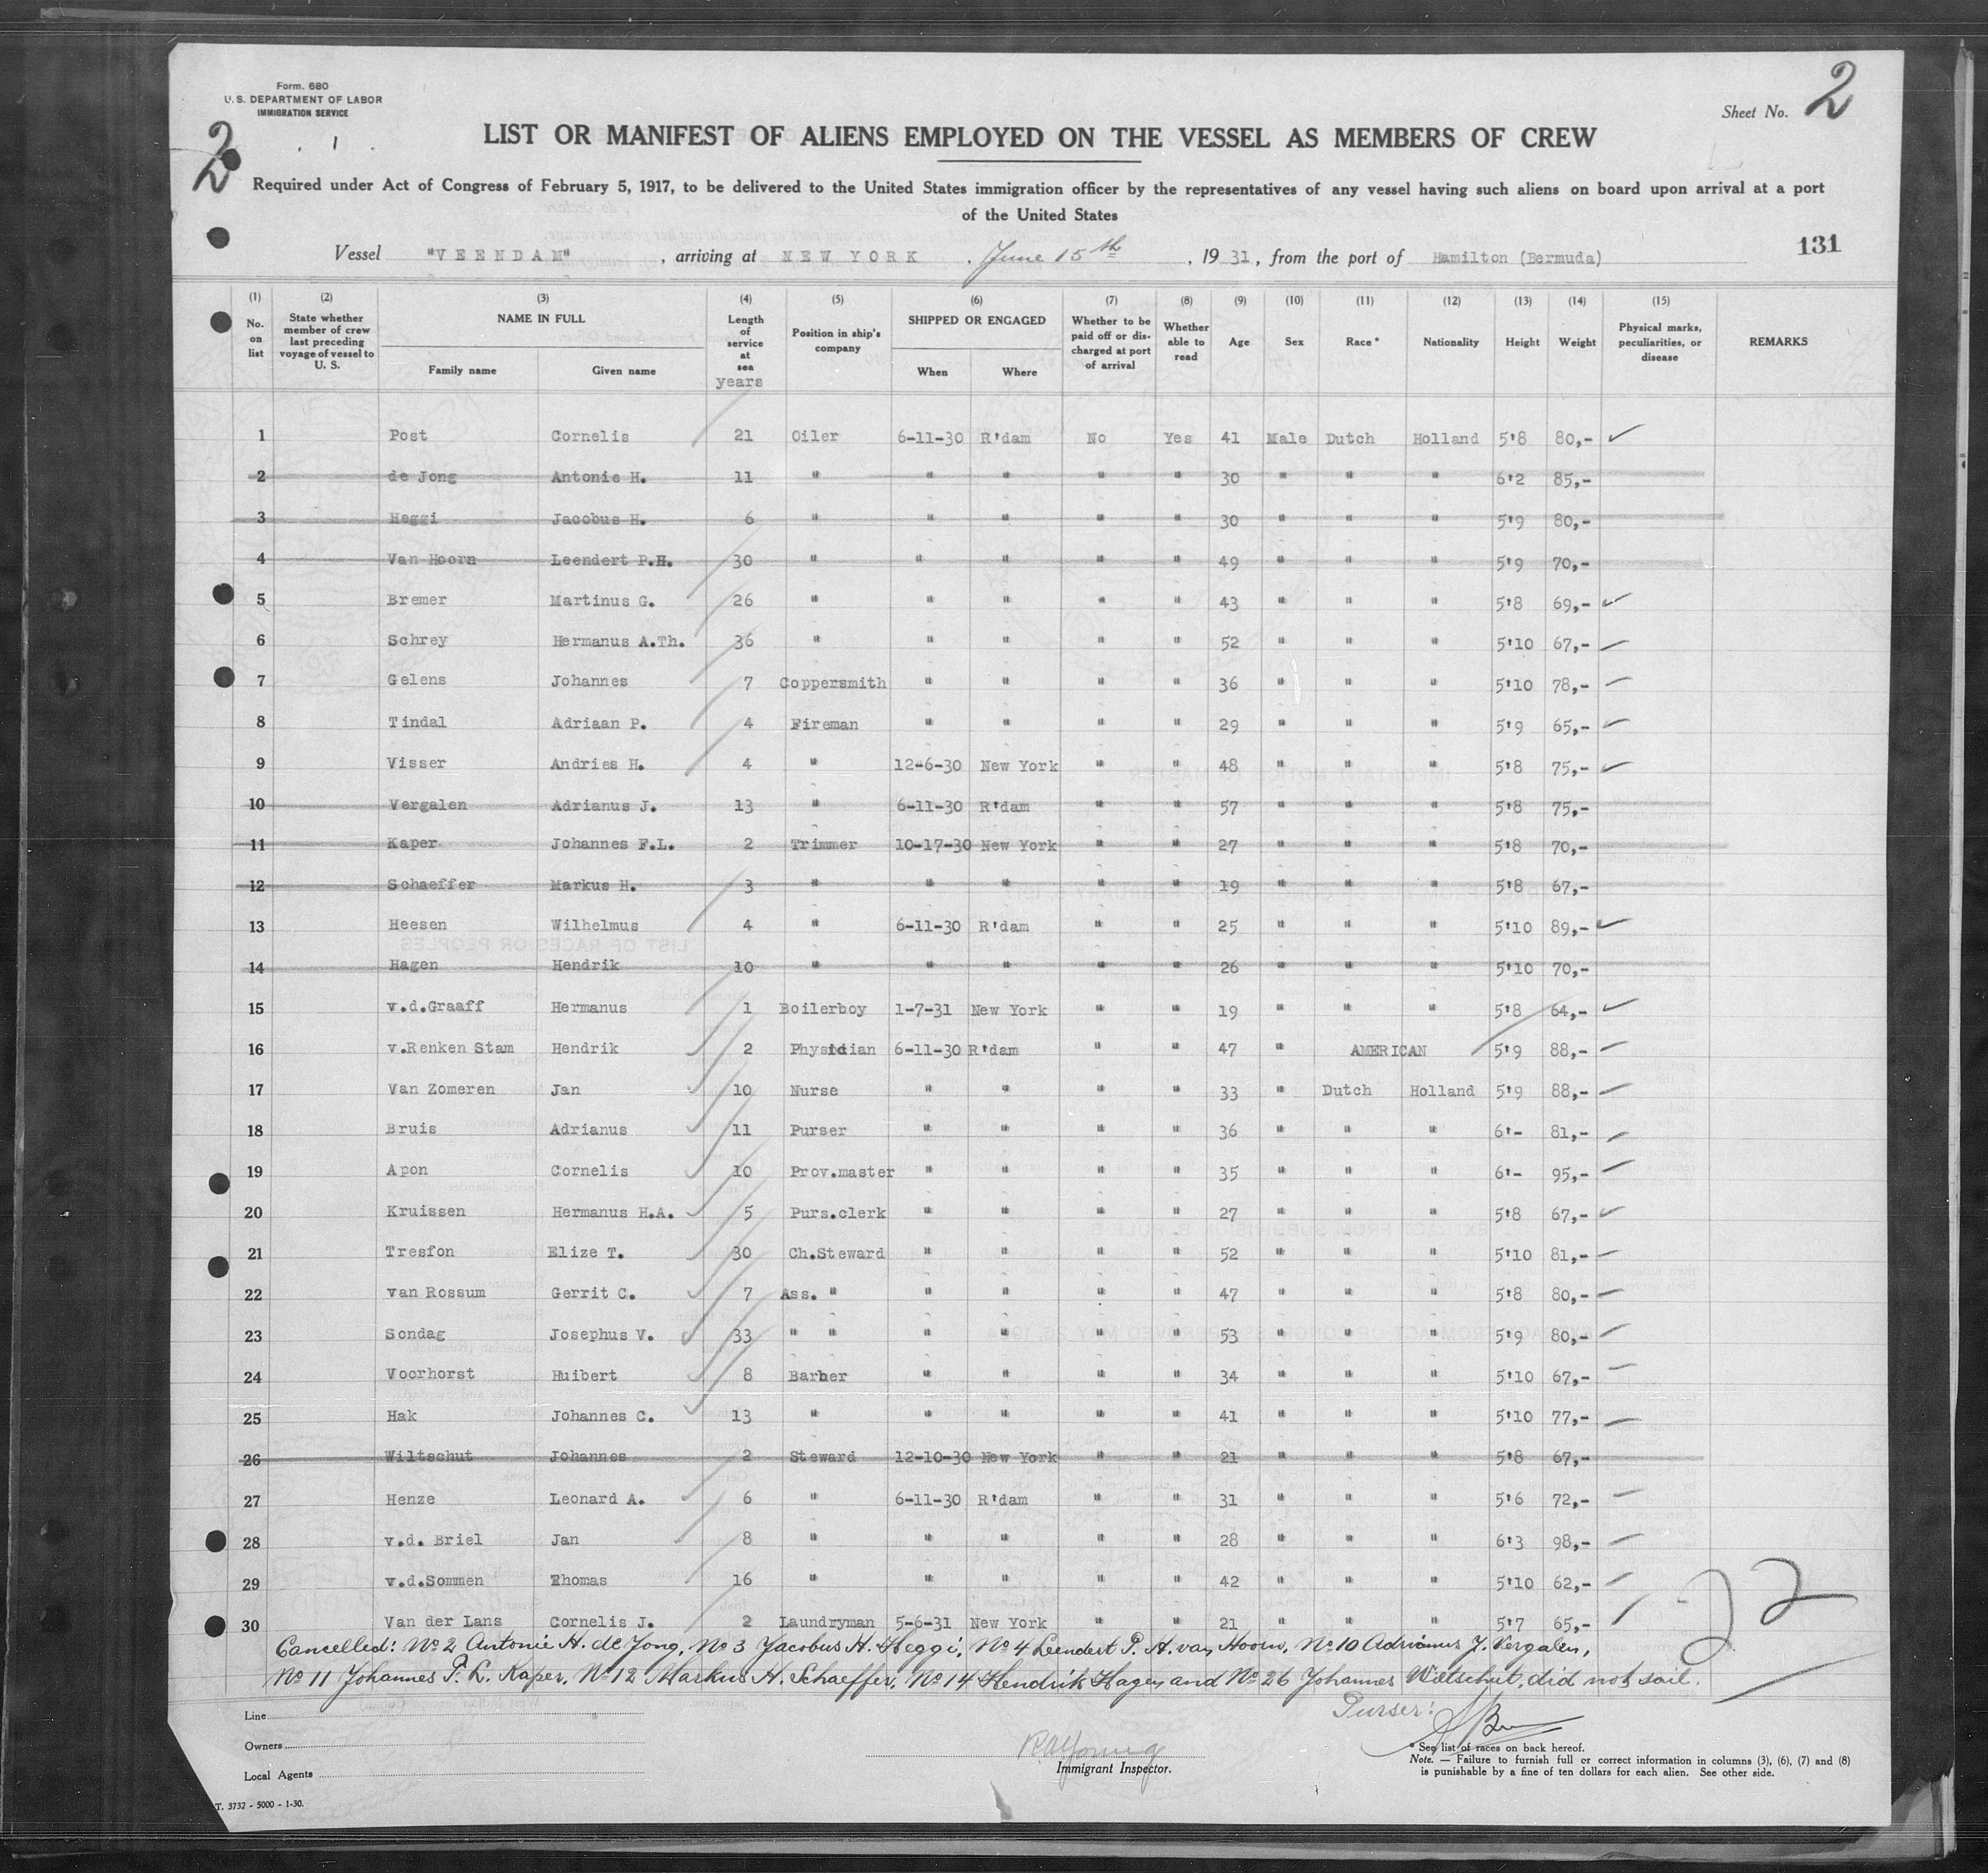 Form. 680
U.S. DEPARTMENT OF LABOR
IMMIGRATION SERVICE
2
Sheet No. 2
LIST OR MANIFEST OF ALIENS EMPLOYED ON THE VESSEL AS MEMBERS OF CREW
Required under Act of Congress of February 5, 1917, to be delivered to the United States immigration officer by the representatives of any vessel having such aliens on board upon arrival at a port
of the United States
Vessel "VEENDAM", arriving at NEW YORK, June 15th, 1931, from the port of Hamilton (Bermuda) 131
(1) (2) (3) (4) (5) (6) (7) (8) (9) (10) (11) (12) (13) (14) (15)
No. on list State whether member of crew last preceding voyage of vessel to U. S. NAME IN FULL Family name Given name Length of service at sea years Position in ship's company SHIPPED OR ENGAGED When Where Whether to be paid off or discharged at port of arrival Whether able to read Age Sex Race * Nationality Height Weight Physical marks, peculiarities, or disease REMARKS
1 Post Cornelis 21 Oiler 6-11-30 R'dam No Yes 41 Male Dutch Holland 5'8 80,-
2 de Jong Antonie H. 11 " " " " " 30 " " " 6'2 85,-
3 Heggi Jacobus H. 6 " " " " " 30 " " " 5'9 80,-
4 Van Hoorn Leendert P.H. 30 " " " " " 49 " " " 5'9 70,-
5 Bremer Martinus G. 26 " " " " " 43 " " " 5'8 69,-
6 Schrey Hermanus A.Th. 36 " " " " " 52 " " " 5'10 67,-
7 Gelens Johannes 7 Coppersmith " " " " 36 " " " 5'10 78,-
8 Tindal Adriaan P. 4 Fireman " " " " 29 " " " 5'9 65,-
9 Visser Andries H. 4 " 12-6-30 New York " " 48 " " " 5'8 75,-
10 Vergalen Adrianus J. 13 " 6-11-30 R'dam " " 57 " " " 5'8 75,-
11 Kaper Johannes F.L. 2 Trimmer 10-17-30 New York " " 27 " " " 5'8 70,-
12 Schaeffer Markus H. 3 " " " " " 19 " " " 5'8 67,-
13 Heesen Wilhelmus 4 " 6-11-30 R'dam " " 25 " " " 5'10 89,-
14 Hagen Hendrik 10 " " " " " 26 " " " 5'10 70,-
15 v.d.Graaff Hermanus 1 Boilerboy 1-7-31 New York " " 19 " " " 5'8 64,-
16 v.Renken Stam Hendrik 2 Physidian 6-11-30 R'dam " " 47 " AMERICAN 5'9 88,-
17 Van Zomeren Jan 10 Nurse " " " " 33 " Dutch Holland 5'9 88,-
18 Bruis Adrianus 11 Purser " " " " 36 " " " 6'- 81,-
19 Apon Cornelis 10 Prov.master " " " " 35 " " " 6'- 95,-
20 Kruissen Hermanus H.A. 5 Purs.clerk " " " " 27 " " " 5'8 67,-
21 Tresfon Elize T. 30 Ch.Steward " " " " 52 " " " 5'10 81,-
22 van Rossum Gerrit C. 7 Ass. " " " " " 47 " " " 5'8 80,-
23 Sondag Josephus V. 33 " " " " " " 53 " " " 5'9 80,-
24 Voorhorst Huibert 8 Barber " " " " 34 " " " 5'10 67,-
25 Hak Johannes C. 13 " " " " " 41 " " " 5'10 77,-
26 Wiltschut Johannes 2 Steward 12-10-30 New York " " 21 " " " 5'8 67,-
27 Henze Leonard A. 6 " 6-11-30 R'dam " " 31 " " " 5'6 72,-
28 v.d. Briel Jan 8 " " " " " 28 " " " 6'3 98,-
29 v.d.Sommen Thomas 16 " " " " " 42 " " " 5'10 62,-
30 Van der Lans Cornelis J. 2 Laundryman 5-6-31 New York " " 21 " " " 5'7 65,-
22
Cancelled: No 2 Antonie H. de Jong, No 3 Jacobus H. Heggi, No 4 Leendert P. H. van Hoorn, No 10 Adrianus J. Vergalen,
No 11 Johannes F. L. Kaper, No 12 Markus H. Schaeffer, No 14 Hendrik Hagen and No 26 Johannes Wiltschut, did not sail.
Purser:
Line
Owners
Local Agents
RAYoung
Immigrant Inspector.
* See list of races on back hereof.
Note. — Failure to furnish full or correct information in columns (3), (6), (7) and (8)
is punishable by a fine of ten dollars for each alien. See other side.
T. 3732 - 5000 - 1-30.